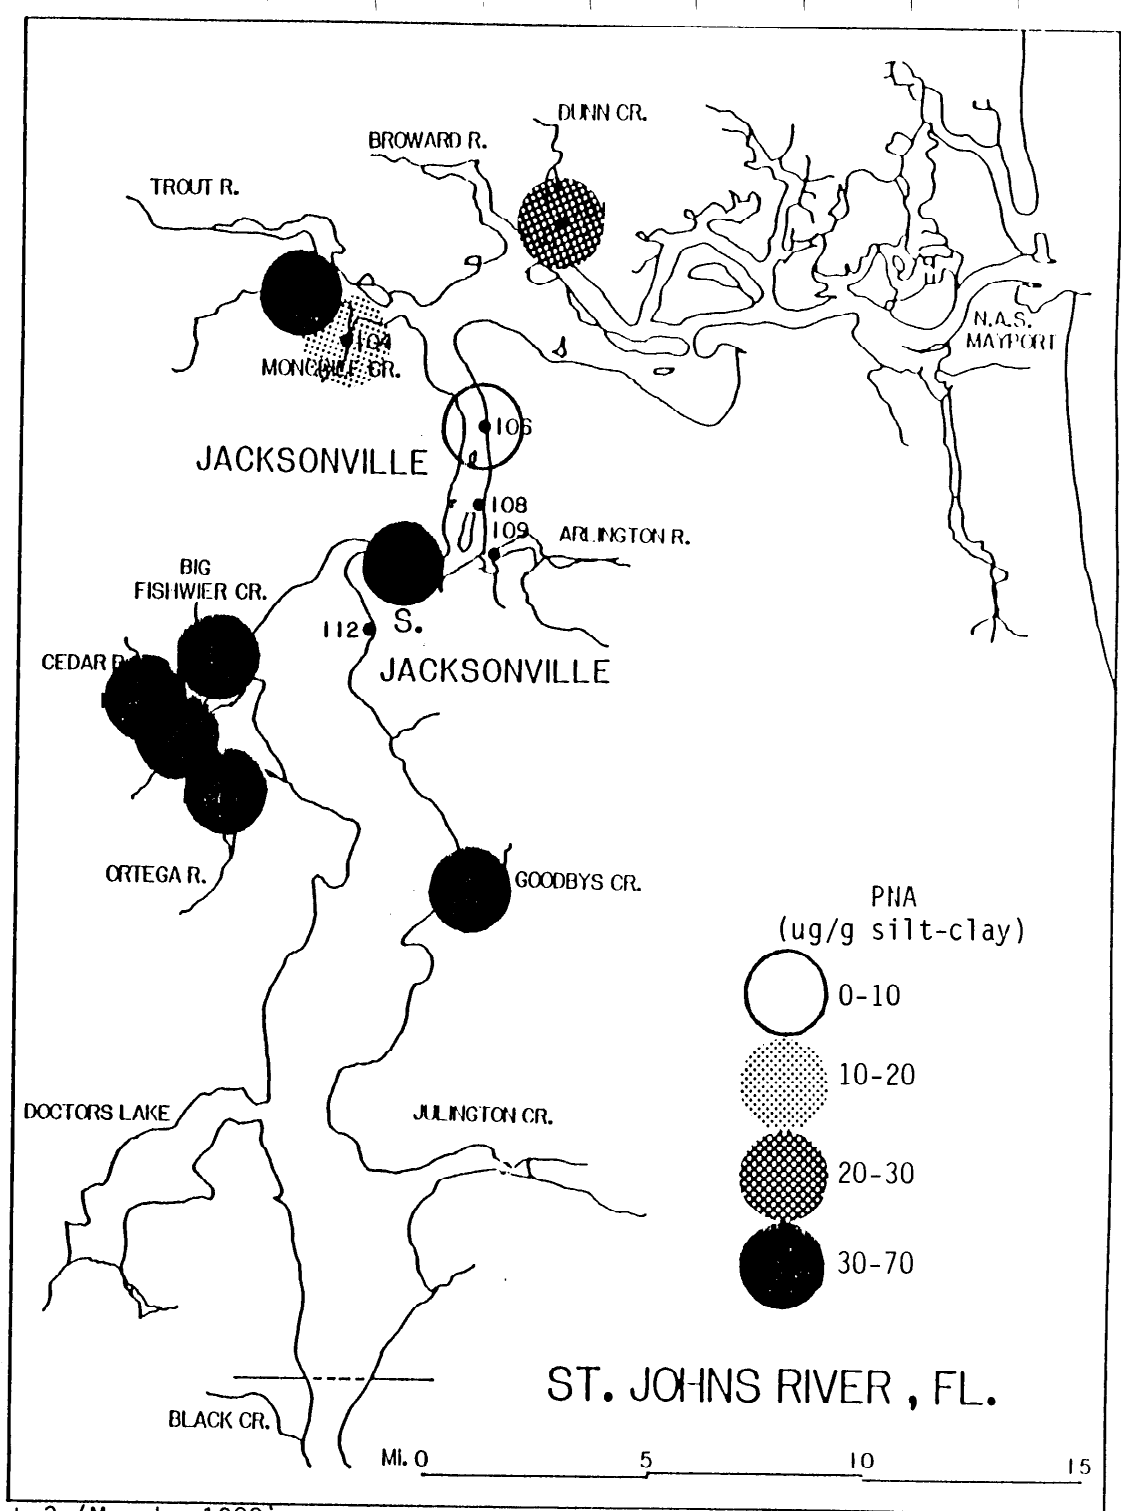 DUNN CR.
BROWARD R.
TROUT R.
N.A.S.
MAYPORT
104
CR.
106
JACKSONVILLE
108
109
ARLINGTON R.
BIG
FISHWIER CR.
112
S.
JACKSONVILLE
CEDAR
ORTEGA R.
GOODBYS CR.
PNA
(ug/g silt-clay)
0-10
10-20
20-30
30-70
DOCTORS LAKE
JULINGTON CR.
ST. JOHNS RIVER, FL.
BLACK CR.
MI. 0 5 10 15